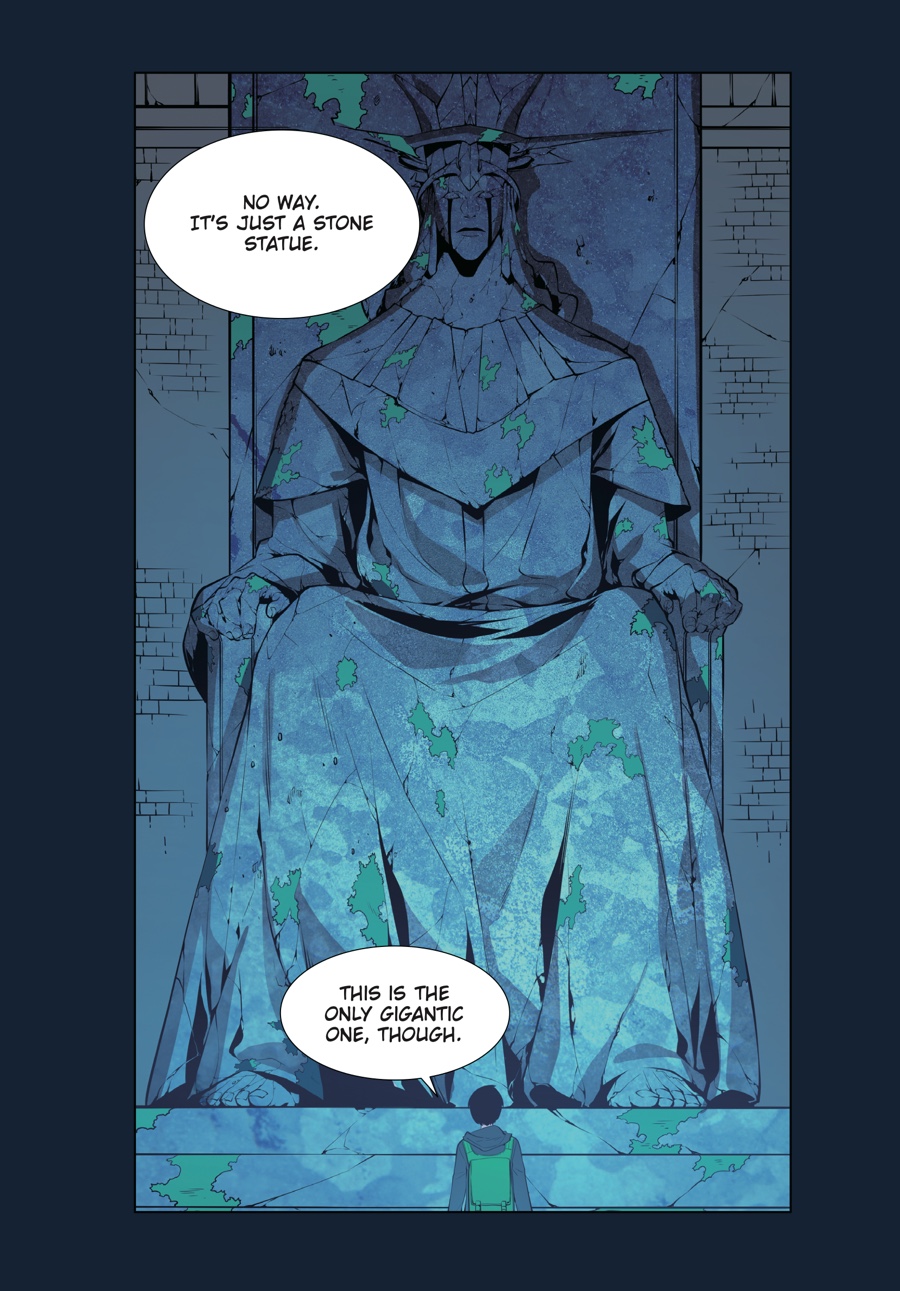 NO WAY.
IT'S JUST A STONE
STATUE.
THIS IS THE
ONLY GIGANTIC
ONE, THOUGH.